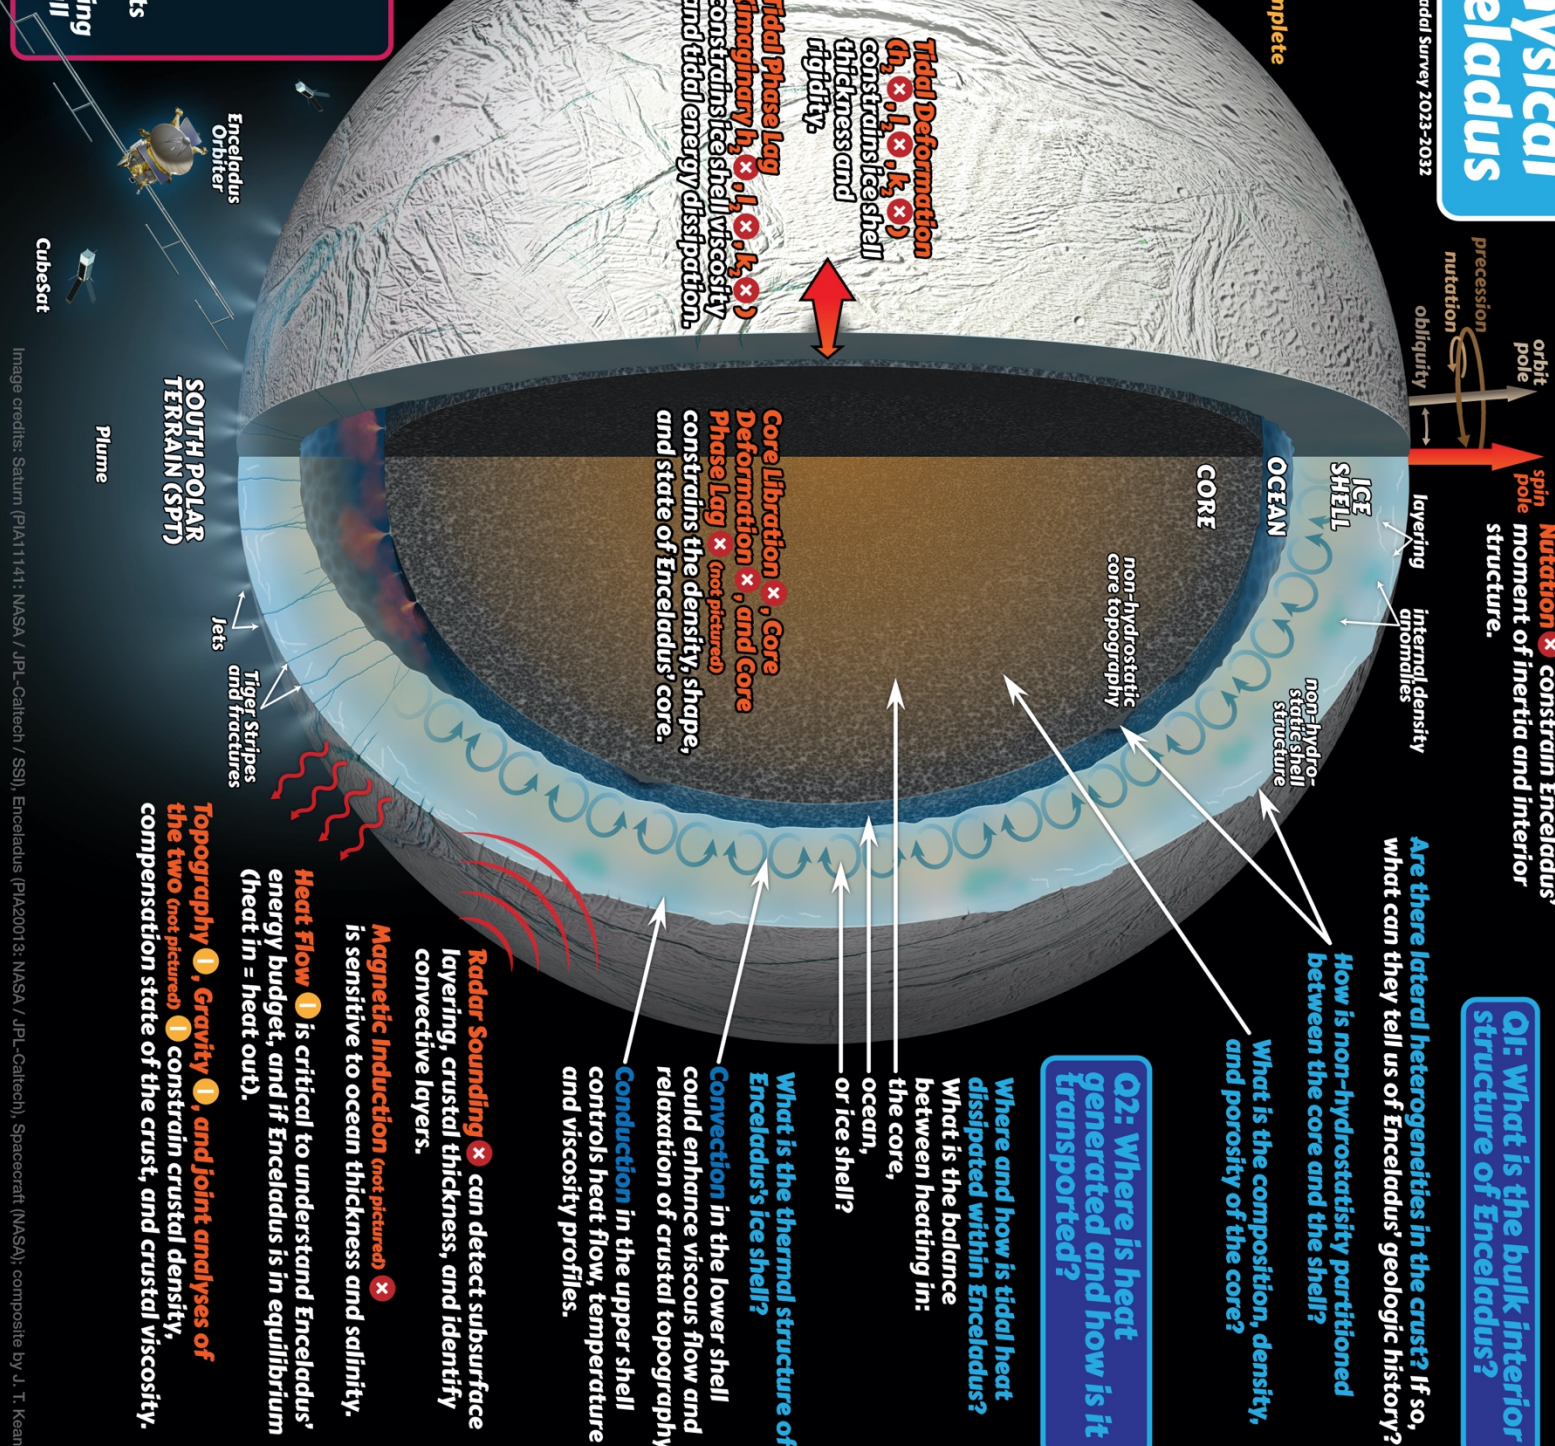 ysical
eladus
adal Survey 2023-2032
mplete
ts
ing
ll
precession
nutation
obliquity
orbit
pole
spin
pole
Nutation × constrain Enceladus'
moment of inertia and interior
structure.
layering
internal density
anomalies
non-hydro-
static shell
structure
ICE
SHELL
OCEAN
CORE
non-hydrostatic
core topography
Tidal Deformation
(h2 ×, l2 ×, k2 ×)
constrains ice shell
thickness and
rigidity.
Tidal Phase Lag
(imaginary h2 ×, l2 ×, k2 ×)
constrains ice shell viscosity
and tidal energy dissipation.
Core Libration ×, Core
Deformation ×, and Core
Phase Lag × (not pictured)
constrains the density, shape,
and state of Enceladus' core.
Enceladus
Orbiter
CubeSat
SOUTH POLAR
TERRAIN (SPT)
Plume
Jets
Tiger Stripes
and fractures
Q1: What is the bulk interior
structure of Enceladus?
Are there lateral heterogeneities in the crust? If so,
what can they tell us of Enceladus' geologic history?
How is non-hydrostatisity partitioned
between the core and the shell?
What is the composition, density,
and porosity of the core?
Q2: Where is heat
generated and how is it
transported?
Where and how is tidal heat
dissipated within Enceladus?
What is the balance
between heating in:
the core,
ocean,
or ice shell?
What is the thermal structure of
Enceladus's ice shell?
Convection in the lower shell
could enhance viscous flow and
relaxation of crustal topography
Conduction in the upper shell
controls heat flow, temperature
and viscosity profiles.
Radar Sounding × can detect subsurface
layering, crustal thickness, and identify
convective layers.
Magnetic Induction (not pictured) ×
is sensitive to ocean thickness and salinity.
Heat Flow is critical to understand Enceladus'
energy budget, and if Enceladus is in equilibrium
(heat in = heat out).
Topography, Gravity, and joint analyses of
the two (not pictured) constrain crustal density,
compensation state of the crust, and crustal viscosity.
Image credits: Saturn (PIA11141: NASA / JPL-Caltech / SSI), Enceladus (PIA20013: NASA / JPL-Caltech), Spacecraft (NASA); composite by J. T. Kean